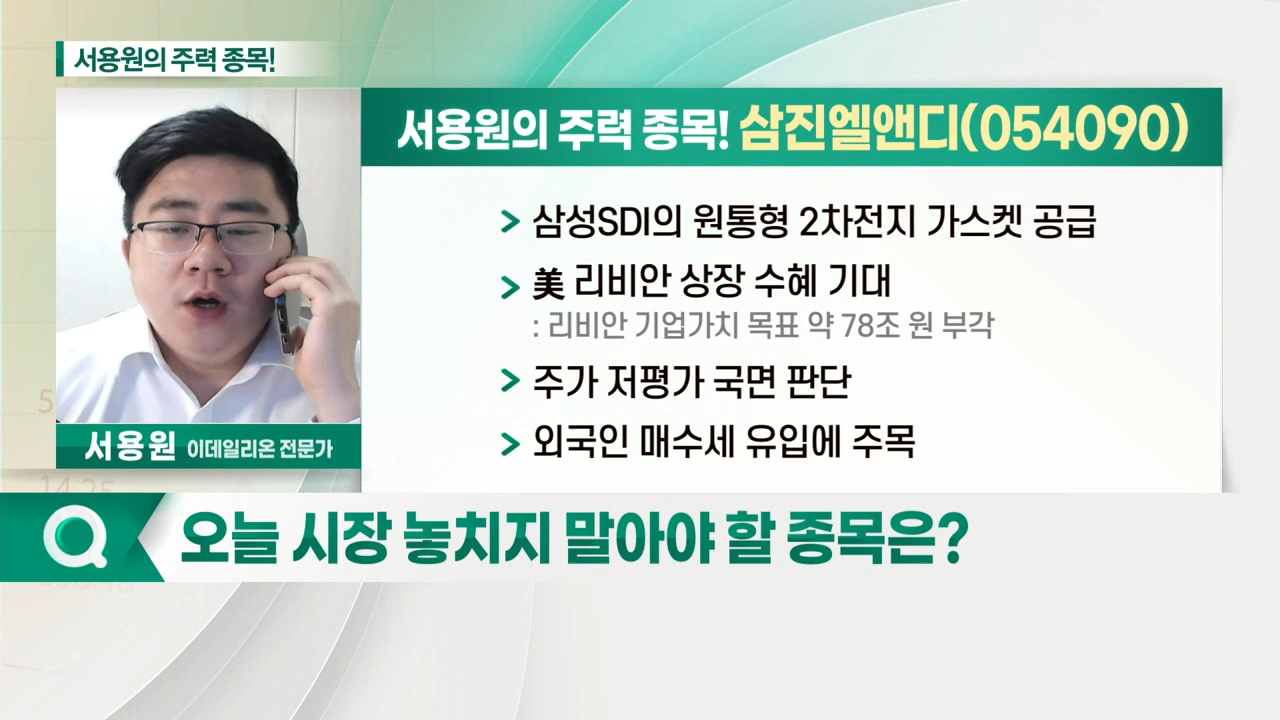 서용원의 주력 종목!
서용원의 주력 종목! 삼진엘앤디(054090)
> 삼성SDI의 원통형 2차전지 가스켓 공급
> 美 리비안 상장 수혜 기대
: 리비안 기업가치 목표 약 78조 원 부각
> 주가 저평가 국면 판단
> 외국인 매수세 유입에 주목
서용원 이데일리온 전문가
오늘 시장 놓치지 말아야 할 종목은?